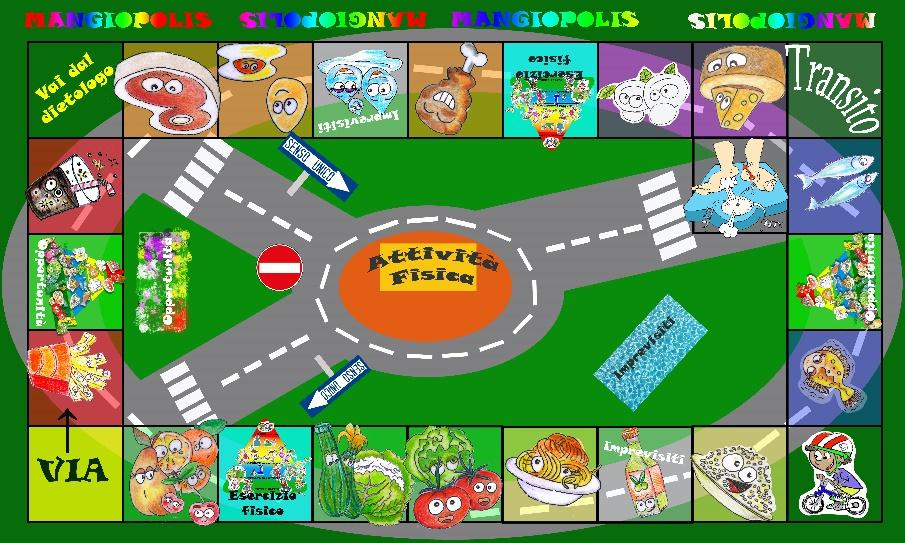 MANGIOPOLIS MANGIOPOLIS MANGIOPOLIS MANGIOPOLIS
Vai dal
dietologo
Imprevisti
Esercizio
fisico
Transito
SENSO UNICO
Opportunità
Opportunità
Attività
Fisica
Opportunità
Imprevisti
SENSO UNICO
VIA
Esercizio
fisico
Imprevisti